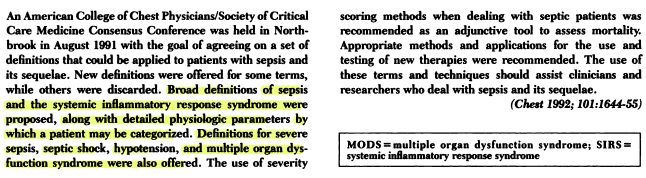 An American College of Chest Physicians/Society of Critical
Care Medicine Consensus Conference was held in North-
brook in August 1991 with the goal of agreeing on a set of
definitions that could be applied to patients with sepsis and
its sequelae. New definitions were offered for some terms,
while others were discarded. Broad definitions of sepsis
and the systemic inflammatory response syndrome were
proposed, along with detailed physiologic parameters by
which a patient may be categorized. Definitions for severe
sepsis, septic shock, hypotension, and multiple organ dys-
function syndrome were also offered. The use of severity
scoring methods when dealing with septic patients was
recommended as an adjunctive tool to assess mortality.
Appropriate methods and applications for the use and
testing of new therapies were recommended. The use of
these terms and techniques should assist clinicians and
researchers who deal with sepsis and its sequelae.
(Chest 1992; 101:1644-55)
MODS = multiple organ dysfunction syndrome; SIRS =
systemic inflammatory response syndrome